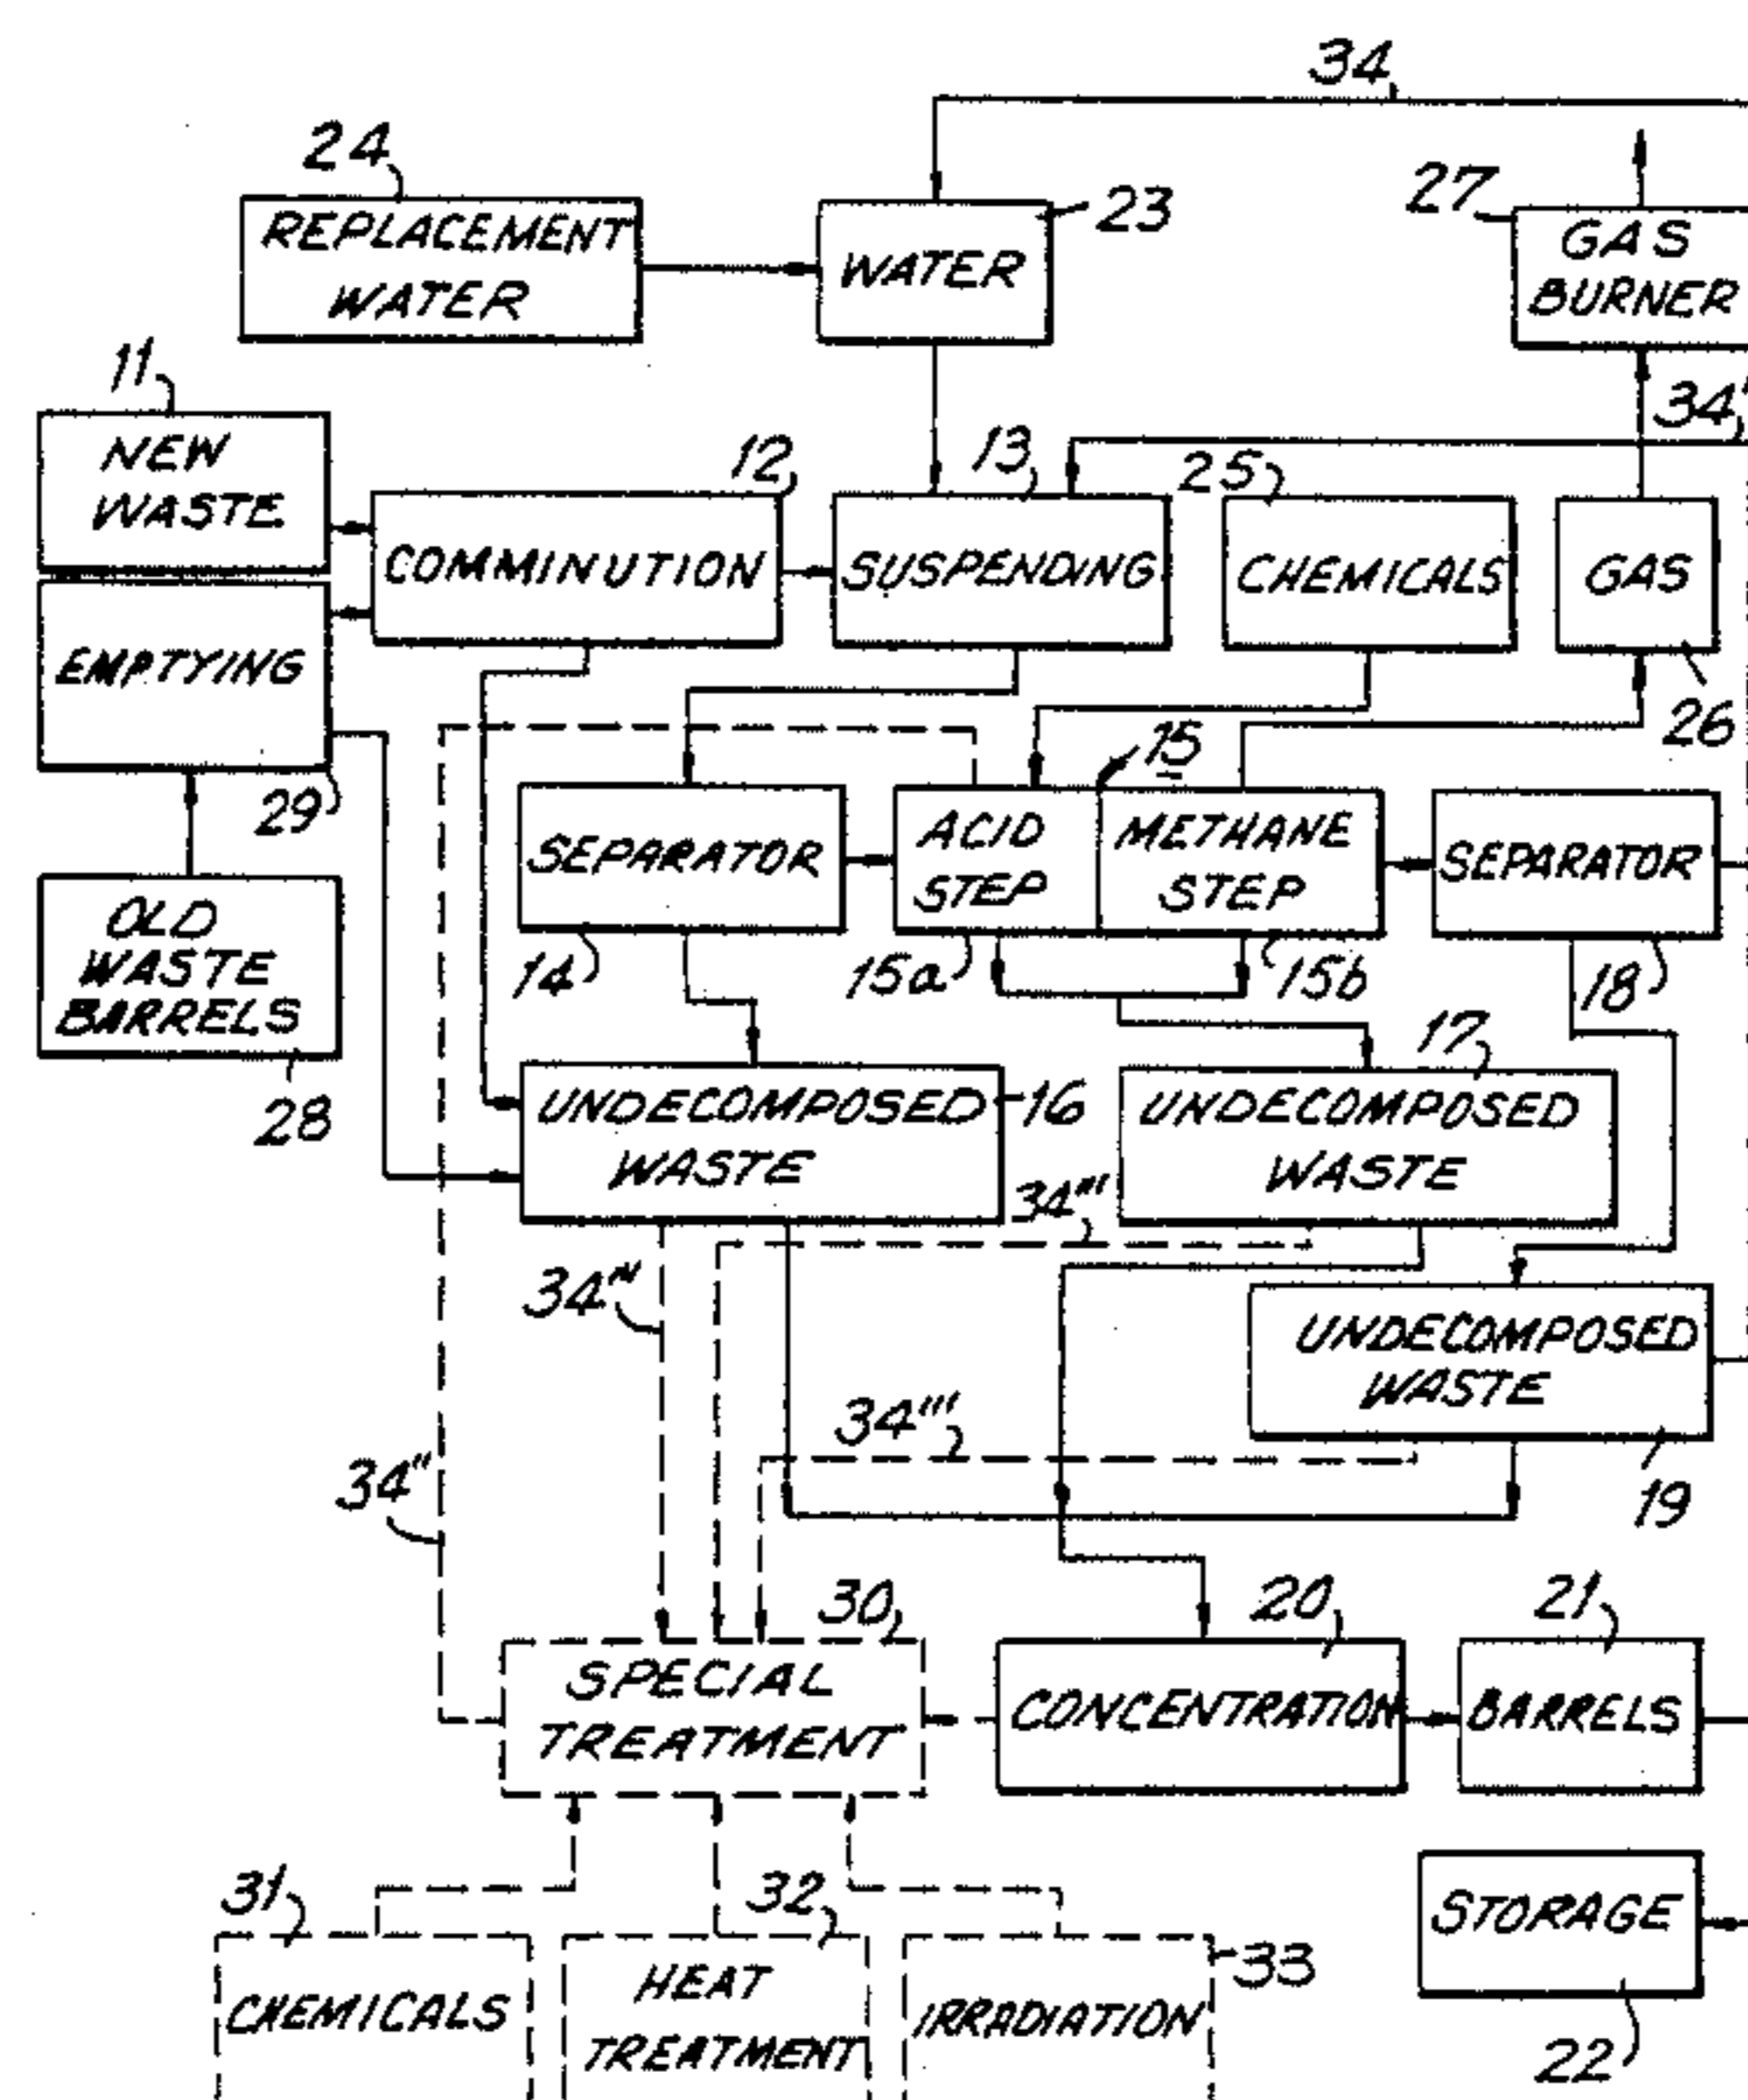 34
24
REPLACEMENT
WATER
23
WATER
27
GAS
BURNER
11
NEW
WASTE
12
COMMINUTION
13
SUSPENDING
34'
25
CHEMICALS
GAS
26
EMPTYING
29
OLD
WASTE
BARRELS
28
SEPARATOR
14
15
ACID
STEP
15a
METHANE
STEP
15b
SEPARATOR
18
UNDECOMPOSED
WASTE
16
17
UNDECOMPOSED
WASTE
34'''
34'''
UNDECOMPOSED
WASTE
19
34'''
34''
30
SPECIAL
TREATMENT
20
CONCENTRATION
21
BARRELS
31
CHEMICALS
32
HEAT
TREATMENT
33
IRRADIATION
STORAGE
22